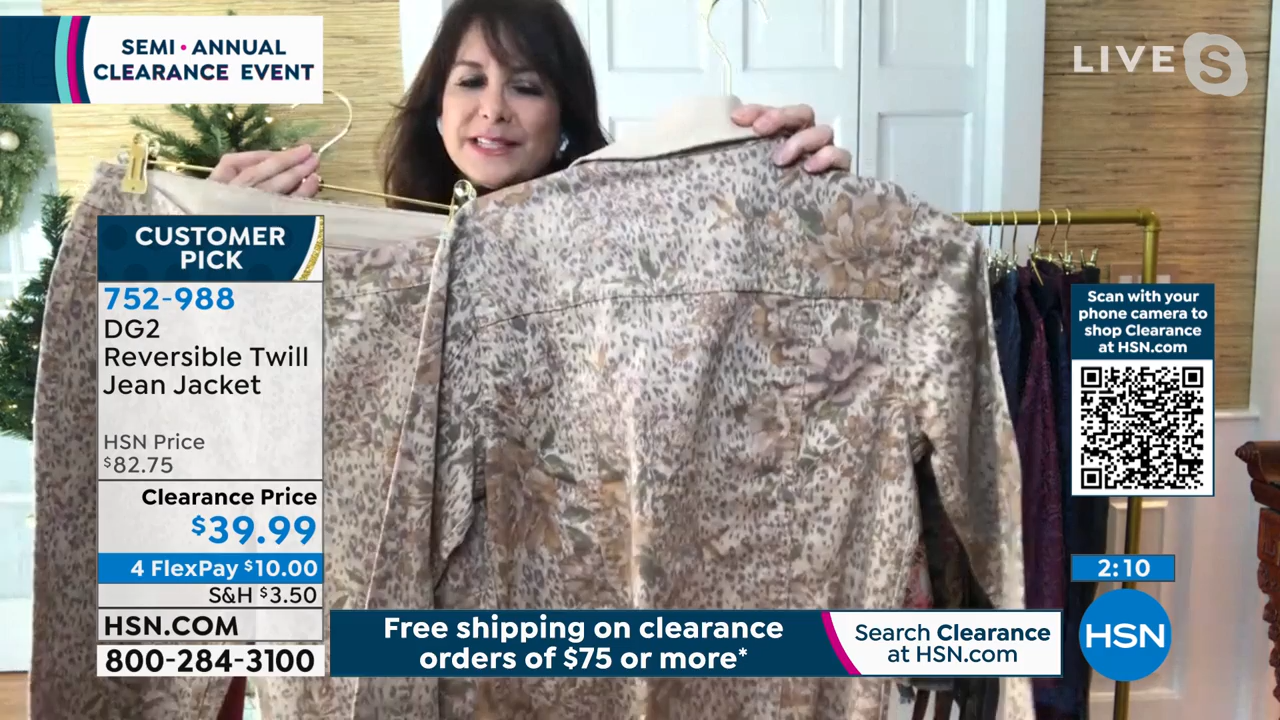 SEMI • ANNUAL
CLEARANCE EVENT
LIVE S
CUSTOMER
PICK
752-988
DG2
Reversible Twill
Jean Jacket
HSN Price
$82.75
Clearance Price
$39.99
4 FlexPay $10.00
S&H $3.50
HSN.COM
800-284-3100
Scan with your
phone camera to
shop Clearance
at HSN.com
2:10
HSN
Free shipping on clearance
orders of $75 or more*
Search Clearance
at HSN.com